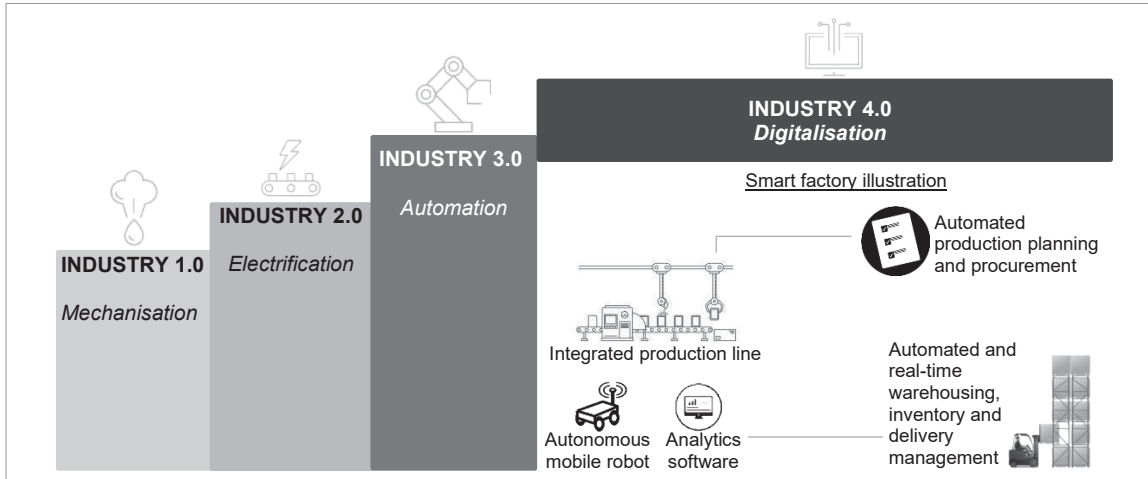 INDUSTRY 1.0
Mechanisation
INDUSTRY 2.0
Electrification
INDUSTRY 3.0
Automation
INDUSTRY 4.0
Digitalisation
Smart factory illustration
Automated
production planning
and procurement
Integrated production line
Autonomous
mobile robot
Analytics
software
Automated and
real-time
warehousing,
inventory and
delivery
management